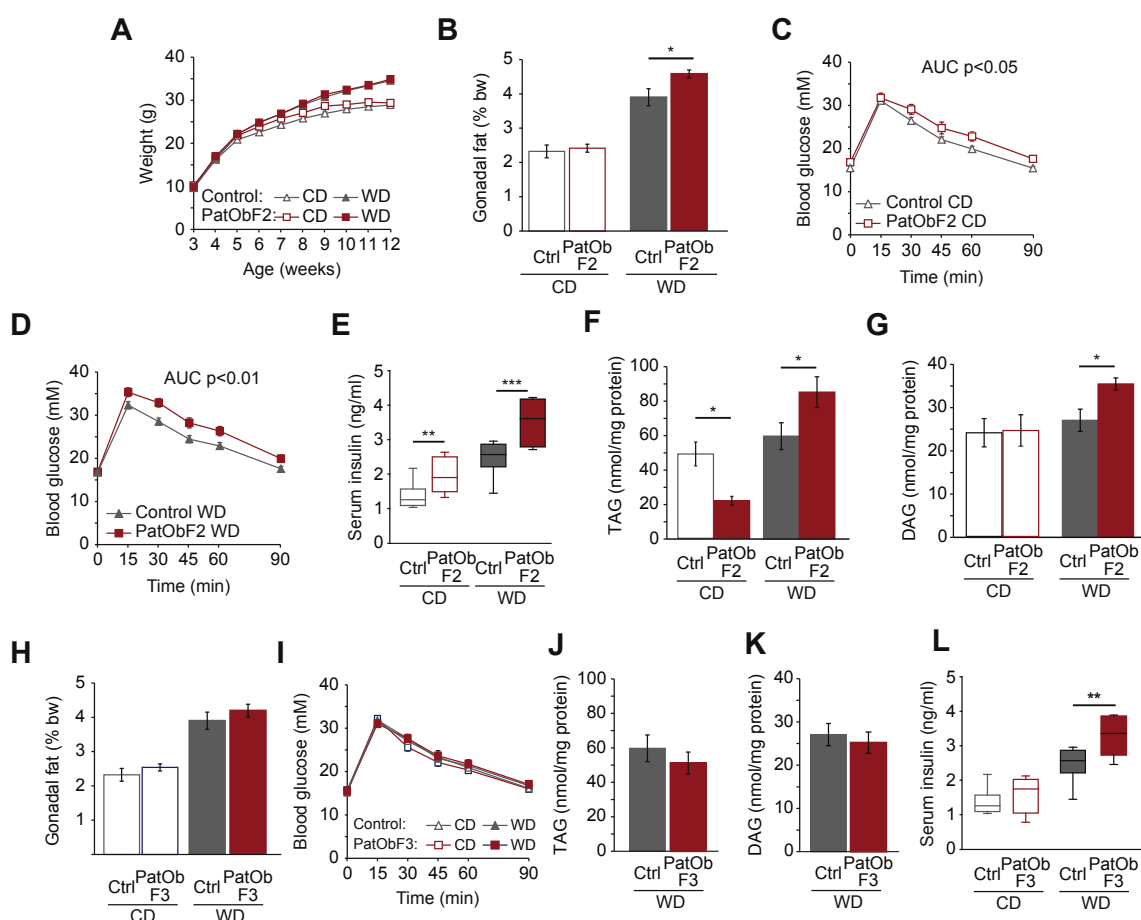 A
Weight (g)
40
30
20
10
0
Control: CD WD
PatObF2: CD WD
3 4 5 6 7 8 9 10 11 12
Age (weeks)
B
Gonadal fat (% bw)
5
4
3
2
1
*
Ctrl PatOb F2 Ctrl PatOb F2
CD WD
C
Blood glucose (mM)
40
30
20
10
0
AUC p<0.05
Control CD
PatObF2 CD
0 15 30 45 60 90
Time (min)
D
Blood glucose (mM)
40
30
20
10
0
AUC p<0.01
Control WD
PatObF2 WD
0 15 30 45 60 90
Time (min)
E
Serum insulin (ng/ml)
5
4
3
2
1
** ***
Ctrl PatOb F2 Ctrl PatOb F2
CD WD
F
TAG (nmol/mg protein)
100
80
60
40
20
* *
Ctrl PatOb F2 Ctrl PatOb F2
CD WD
G
DAG (nmol/mg protein)
40
30
20
10
0
*
Ctrl PatOb F2 Ctrl PatOb F2
CD WD
H
Gonadal fat (% bw)
5
4
3
2
1
Ctrl PatOb F3 Ctrl PatOb F3
CD WD
I
Blood glucose (mM)
40
30
20
10
0
Control: CD WD
PatObF3: CD WD
0 15 30 45 60 90
Time (min)
J
TAG (nmol/mg protein)
100
80
60
40
20
0
Ctrl PatOb F3
WD
K
DAG (nmol/mg protein)
40
30
20
10
0
Ctrl PatOb F3
WD
L
Serum insulin (ng/ml)
5
4
3
2
1
0
**
Ctrl PatOb F3 Ctrl PatOb F3
CD WD